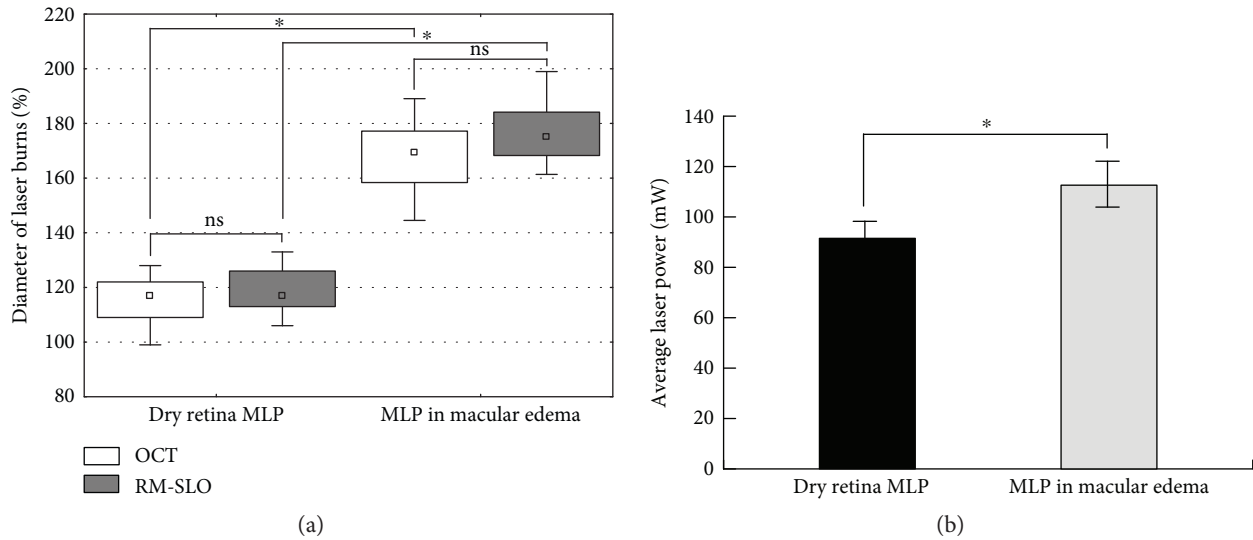 220
200
180
160
140
120
100
80
Diameter of laser burns (%)
*
*
ns
ns
Dry retina MLP
MLP in macular edema
OCT
RM-SLO
(a)
140
120
100
80
60
40
20
0
Average laser power (mW)
*
Dry retina MLP
MLP in macular edema
(b)